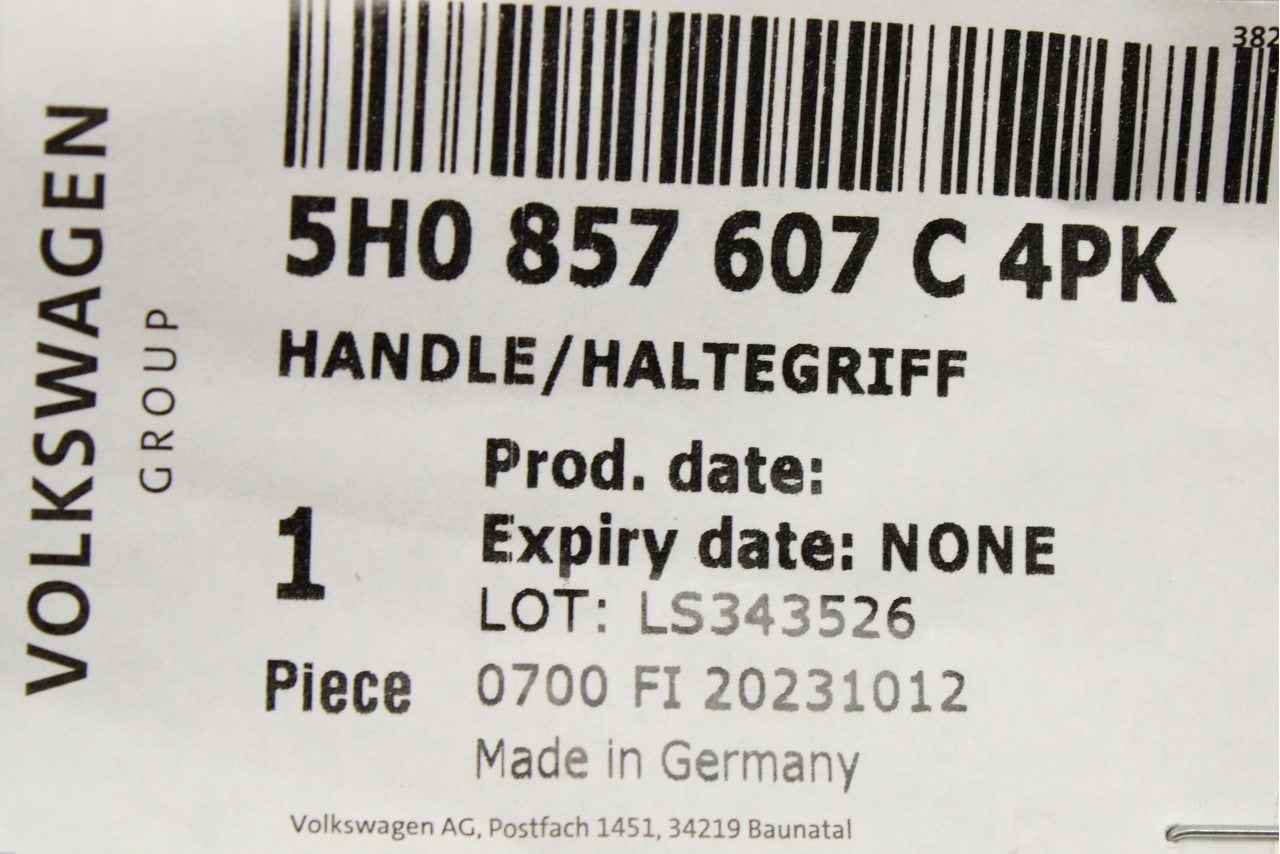 382
5H0 857 607 C 4PK
HANDLE/HALTEGRIFF
Prod. date:
Expiry date: NONE
1
LOT: LS343526
Piece
0700 FI 20231012
Made in Germany
Volkswagen AG, Postfach 1451, 34219 Baunatal
VOLKSWAGEN
GROUP